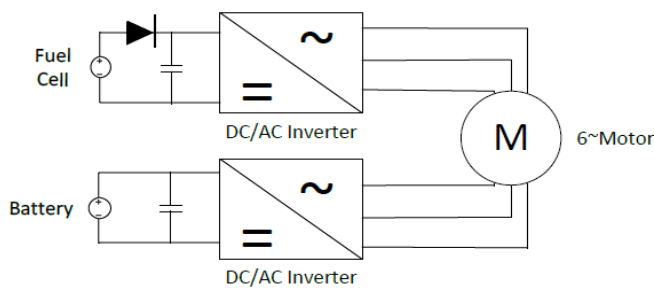 Fuel
Cell
~
=
DC/AC Inverter
M
6~Motor
Battery
~
=
DC/AC Inverter